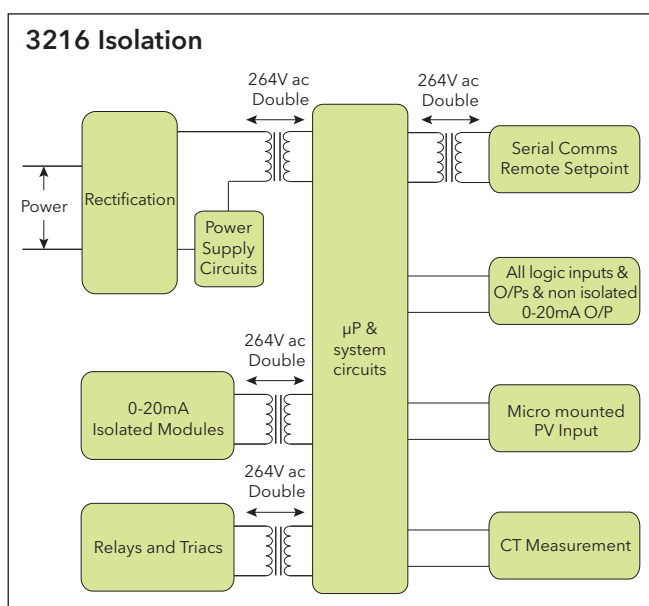 3216 Isolation
264V ac
Double
264V ac
Double
Rectification
Power
Power
Supply
Circuits
µP &
system
circuits
Serial Comms
Remote Setpoint
All logic inputs &
O/Ps & non isolated
0-20mA O/P
264V ac
Double
0-20mA
Isolated Modules
Micro mounted
PV Input
264V ac
Double
Relays and Triacs
CT Measurement